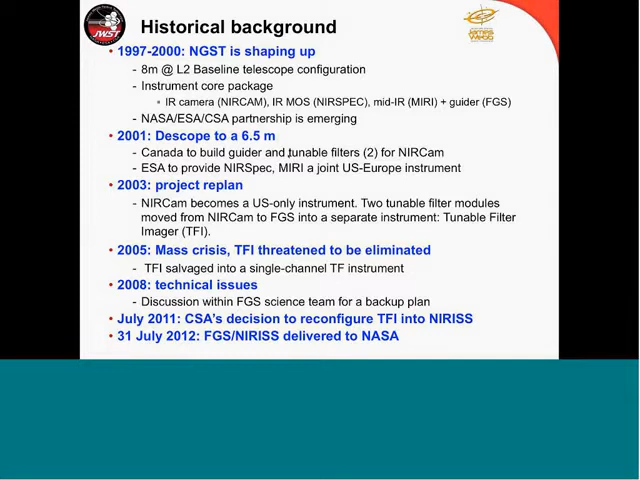 JWST
James Webb
Historical background
• 1997-2000: NGST is shaping up
- 8m @ L2 Baseline telescope configuration
- Instrument core package
• IR camera (NIRCAM), IR MOS (NIRSPEC), mid-IR (MIRI) + guider (FGS)
- NASA/ESA/CSA partnership is emerging
• 2001: Descope to a 6.5 m
- Canada to build guider and tunable filters (2) for NIRCam
- ESA to provide NIRSpec, MIRI a joint US-Europe instrument
• 2003: project replan
- NIRCam becomes a US-only instrument. Two tunable filter modules
moved from NIRCam to FGS into a separate instrument: Tunable Filter
Imager (TFI).
• 2005: Mass crisis, TFI threatened to be eliminated
- TFI salvaged into a single-channel TF instrument
• 2008: technical issues
- Discussion within FGS science team for a backup plan
• July 2011: CSA's decision to reconfigure TFI into NIRISS
• 31 July 2012: FGS/NIRISS delivered to NASA